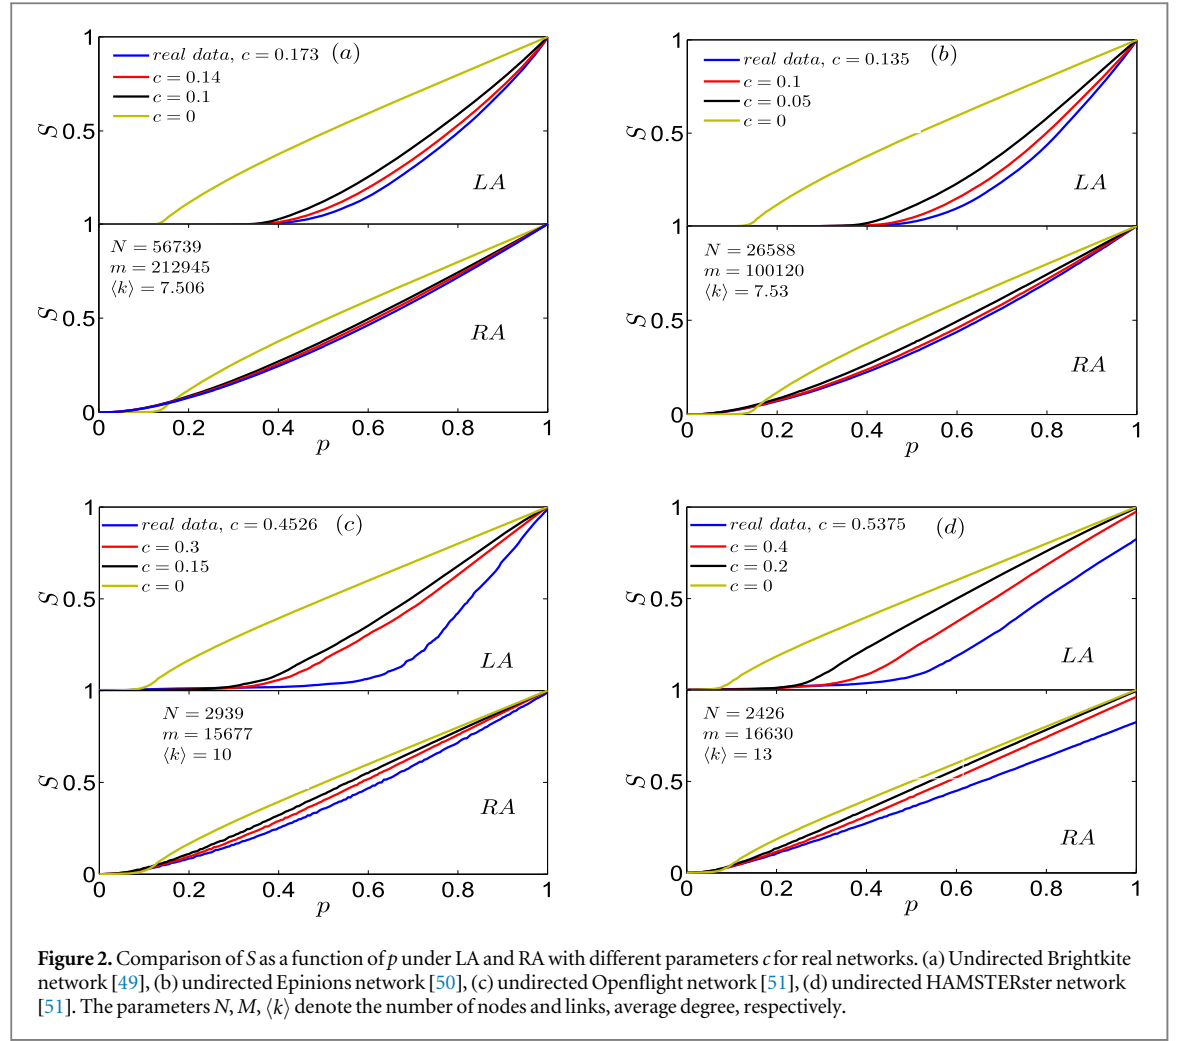 1
real data, c = 0.173 (a)
c = 0.14
c = 0.1
c = 0
0.5
S
LA
1
N = 56739
m = 212945
⟨k⟩ = 7.506
0.5
S
RA
0
0 0.2 0.4 0.6 0.8 1
p
1
real data, c = 0.135 (b)
c = 0.1
c = 0.05
c = 0
0.5
S
LA
1
N = 26588
m = 100120
⟨k⟩ = 7.53
0.5
S
RA
0
0 0.2 0.4 0.6 0.8 1
p
1
real data, c = 0.4526 (c)
c = 0.3
c = 0.15
c = 0
0.5
S
LA
1
N = 2939
m = 15677
⟨k⟩ = 10
0.5
S
RA
0
0 0.2 0.4 0.6 0.8 1
p
1
real data, c = 0.5375 (d)
c = 0.4
c = 0.2
c = 0
0.5
S
LA
1
N = 2426
m = 16630
⟨k⟩ = 13
0.5
S
RA
0
0 0.2 0.4 0.6 0.8 1
p
Figure 2. Comparison of S as a function of p under LA and RA with different parameters c for real networks. (a) Undirected Brightkite
network [49], (b) undirected Epinions network [50], (c) undirected Openflight network [51], (d) undirected HAMSTERster network
[51]. The parameters N, M, ⟨k⟩ denote the number of nodes and links, average degree, respectively.